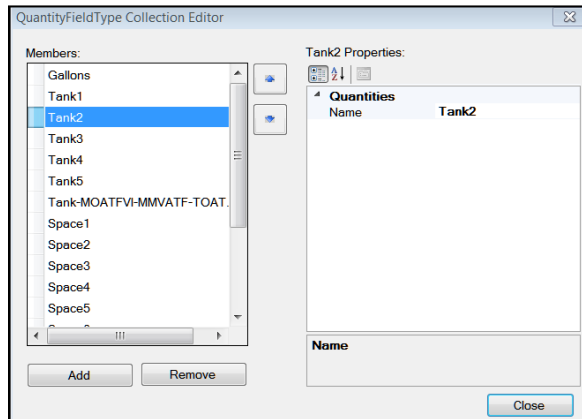 QuantityFieldType Collection Editor
Members:
Gallons
Tank1
Tank2
Tank3
Tank4
Tank5
Tank-MOATFVI-MMVATF-TOAT.
Space1
Space2
Space3
Space4
Space5
Add
Remove
Tank2 Properties:
Quantities
Name Tank2
Name
Close